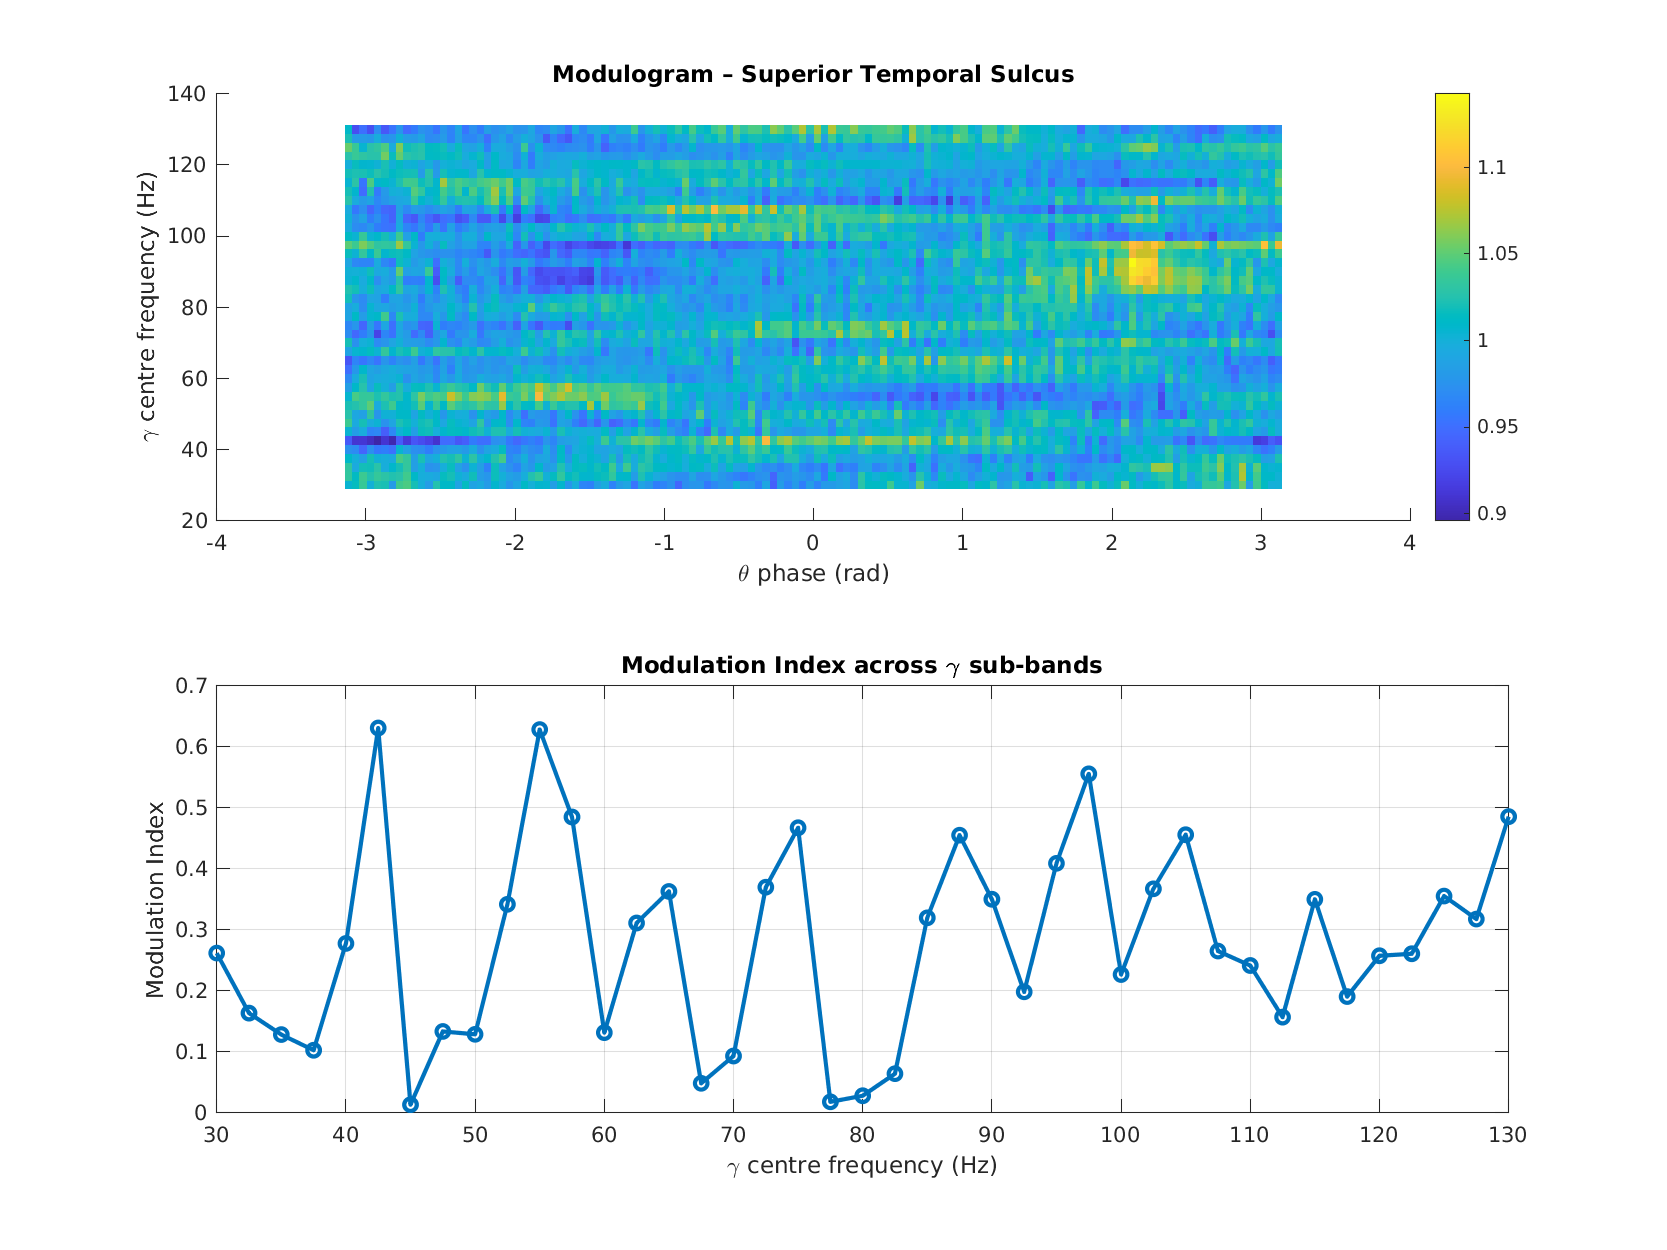 Modulogram – Superior Temporal Sulcus
140
120
100
80
60
40
20
γ centre frequency (Hz)
-4 -3 -2 -1 0 1 2 3 4
θ phase (rad)
1.1
1.05
1
0.95
0.9
Modulation Index across γ sub-bands
0.7
0.6
0.5
0.4
0.3
0.2
0.1
0
Modulation Index
30 40 50 60 70 80 90 100 110 120 130
γ centre frequency (Hz)